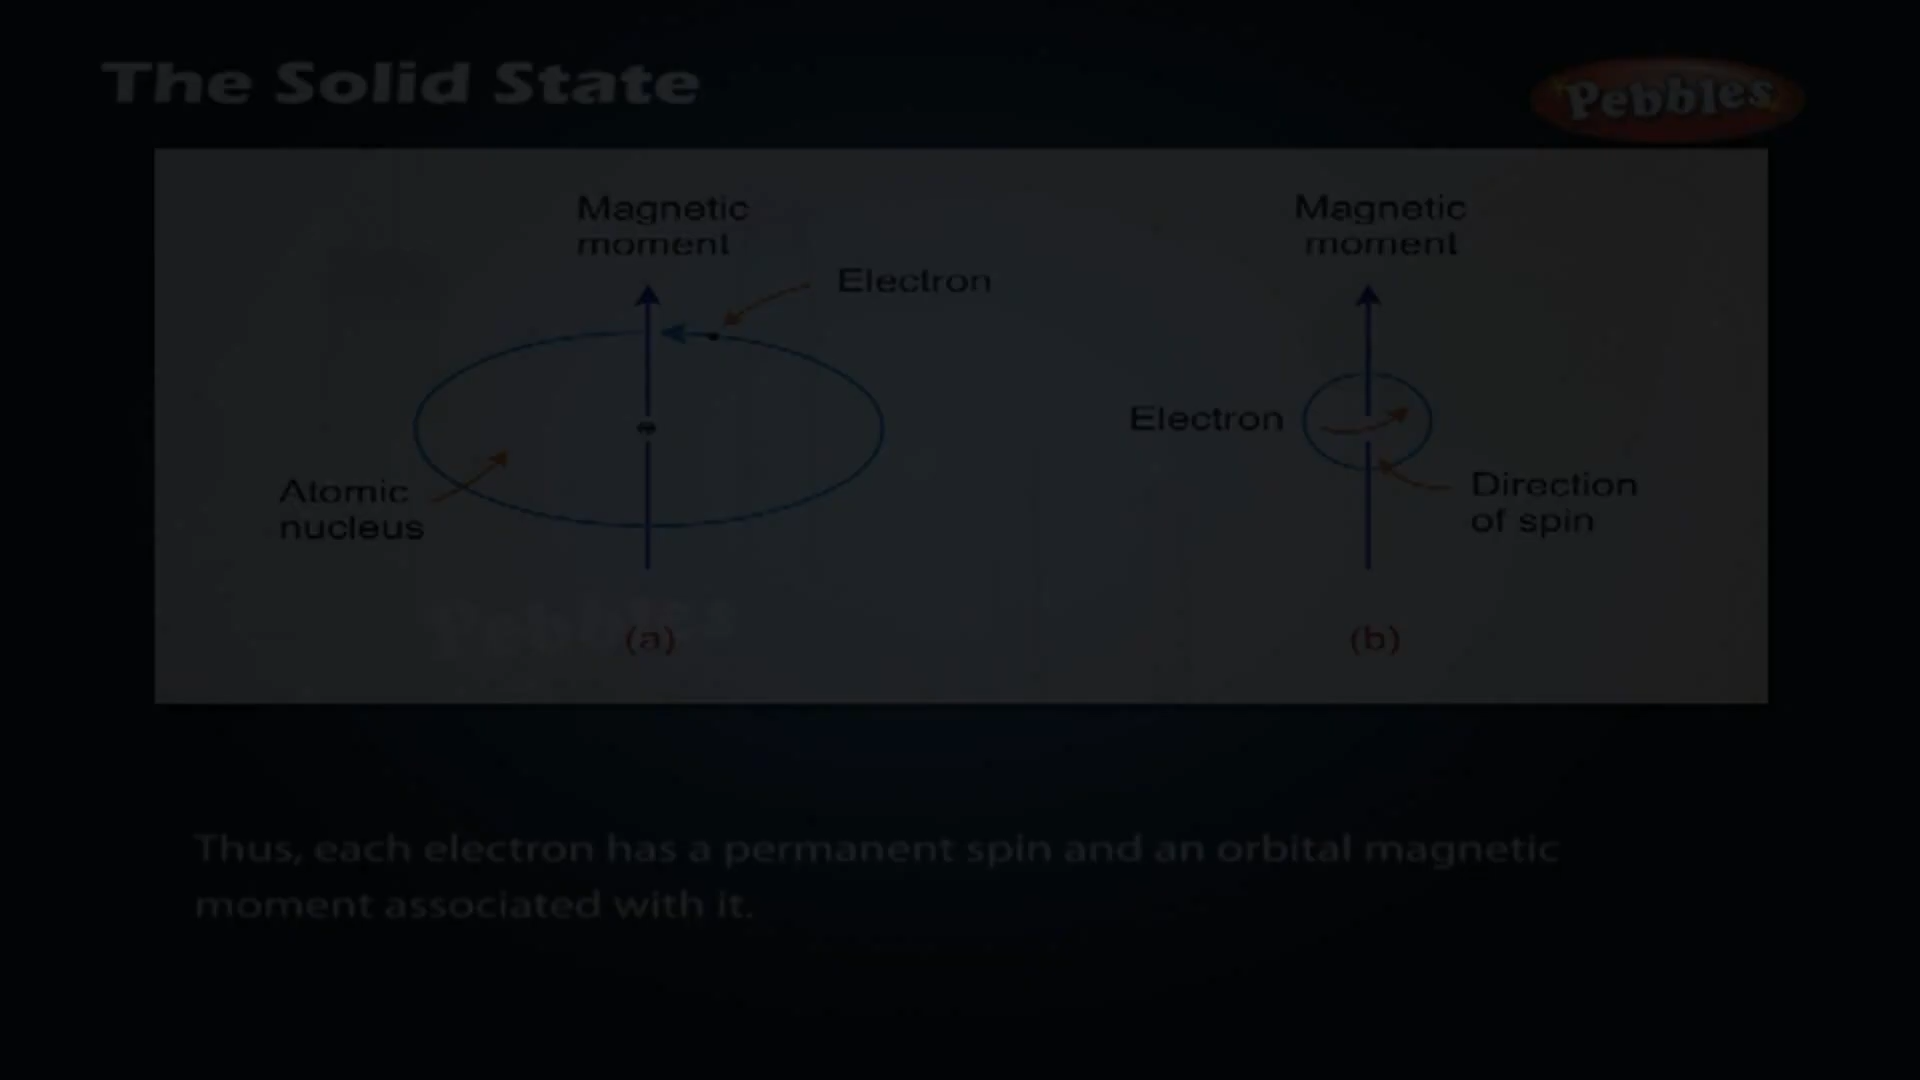 The Solid State
Pebbles
Magnetic
moment
Electron
Atomic
nucleus
(a)
Magnetic
moment
Electron
Direction
of spin
(b)
Pebbles
Thus, each electron has a permanent spin and an orbital magnetic
moment associated with it.